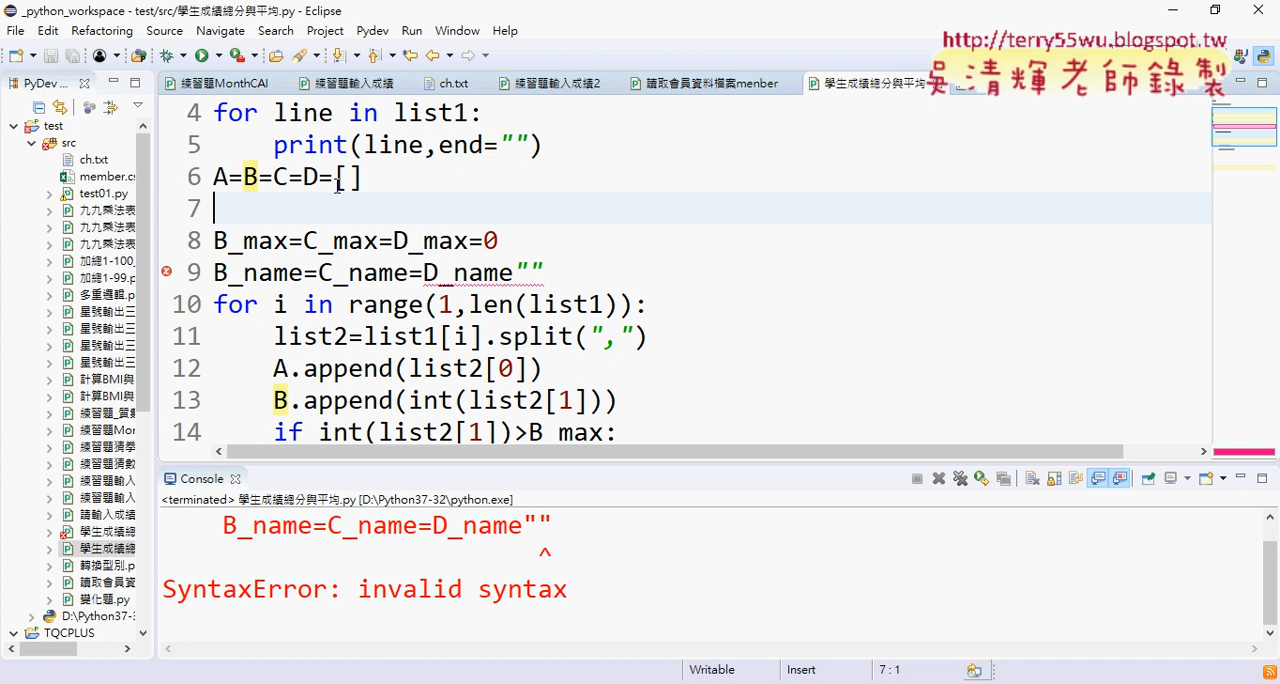 _python_workspace - test/src/學生成績總分與平均.py - Eclipse
File Edit Refactoring Source Navigate Search Project Pydev Run Window Help
http://terry55wu.blogspot.tw
吳清輝老師錄製
PyDev ...
練習題MonthCAl
練習題輸入成績
ch.txt
練習題輸入成績2
讀取會員資料檔案menber
學生成績總分與平均
test
src
ch.txt
member.cs
test01.py
九九乘法表
九九乘法表
九九乘法表
加總1-100_
加總1-99.p
多重邏輯.p
星號輸出三
星號輸出三
星號輸出三
星號輸出三
計算BMI與
計算BMI與
練習題_質數
練習題Mon
練習題猜拳
練習題猜數
練習題輸入
練習題輸入
請輸入成績
學生成績總
學生成績總
轉換型別.p
讀取會員資
變化題.py
D:\Python37-3
TQCPLUS
4 for line in list1:
5 print(line,end="")
6 A=B=C=D=[]
7
8 B_max=C_max=D_max=0
9 B_name=C_name=D_name""
10 for i in range(1,len(list1)):
11 list2=list1[i].split(",")
12 A.append(list2[0])
13 B.append(int(list2[1]))
14 if int(list2[1])>B_max:
Console
<terminated> 學生成績總分與平均.py [D:\Python37-32\python.exe]
B_name=C_name=D_name""
^
SyntaxError: invalid syntax
Writable Insert 7 : 1